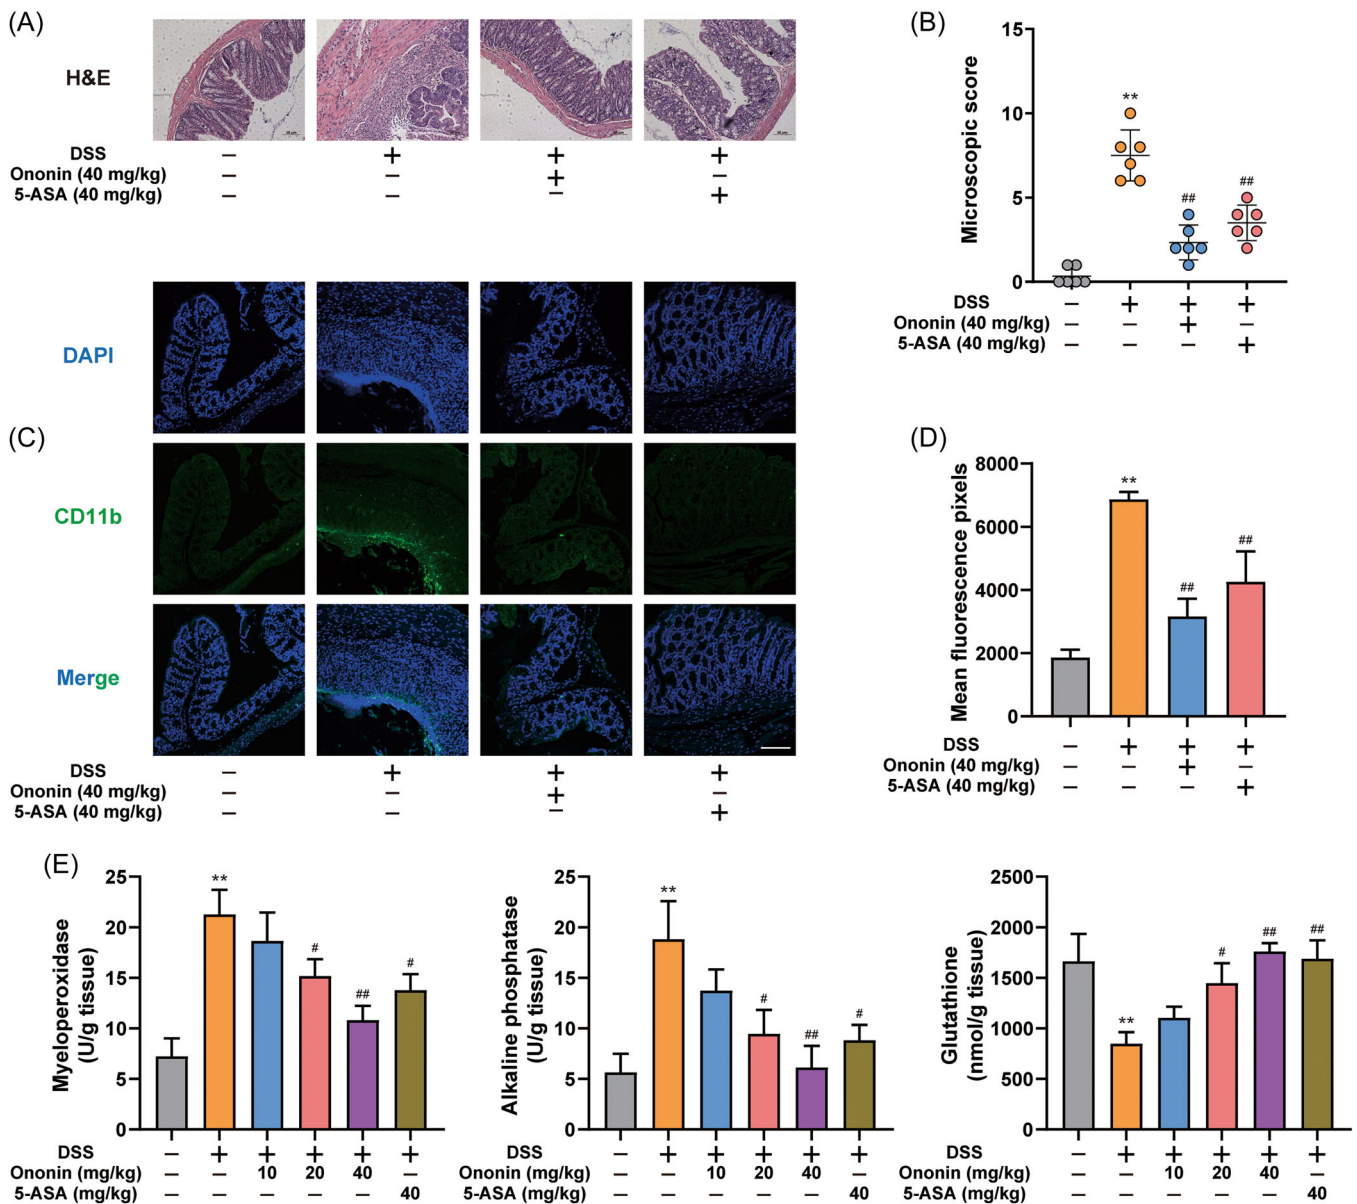 (A)
H&E
DSS − + + +
Ononin (40 mg/kg) − − + −
5-ASA (40 mg/kg) − − − +
(B)
Microscopic score
15
10
5
0
**
##
##
DSS − + + +
Ononin (40 mg/kg) − − + −
5-ASA (40 mg/kg) − − − +
(C)
DAPI
CD11b
Merge
DSS − + + +
Ononin (40 mg/kg) − − + −
5-ASA (40 mg/kg) − − − +
(D)
Mean fluorescence pixels
8000
6000
4000
2000
0
**
##
##
DSS − + + +
Ononin (40 mg/kg) − − + −
5-ASA (40 mg/kg) − − − +
(E)
Myeloperoxidase
(U/g tissue)
25
20
15
10
5
0
**
#
##
#
DSS − + + + + +
Ononin (mg/kg) − − 10 20 40 −
5-ASA (mg/kg) − − − − − 40
Alkaline phosphatase
(U/g tissue)
25
20
15
10
5
0
**
#
##
#
DSS − + + + + +
Ononin (mg/kg) − − 10 20 40 −
5-ASA (mg/kg) − − − − − 40
Glutathione
(nmol/g tissue)
2500
2000
1500
1000
500
0
**
#
##
##
DSS − + + + + +
Ononin (mg/kg) − − 10 20 40 −
5-ASA (mg/kg) − − − − − 40